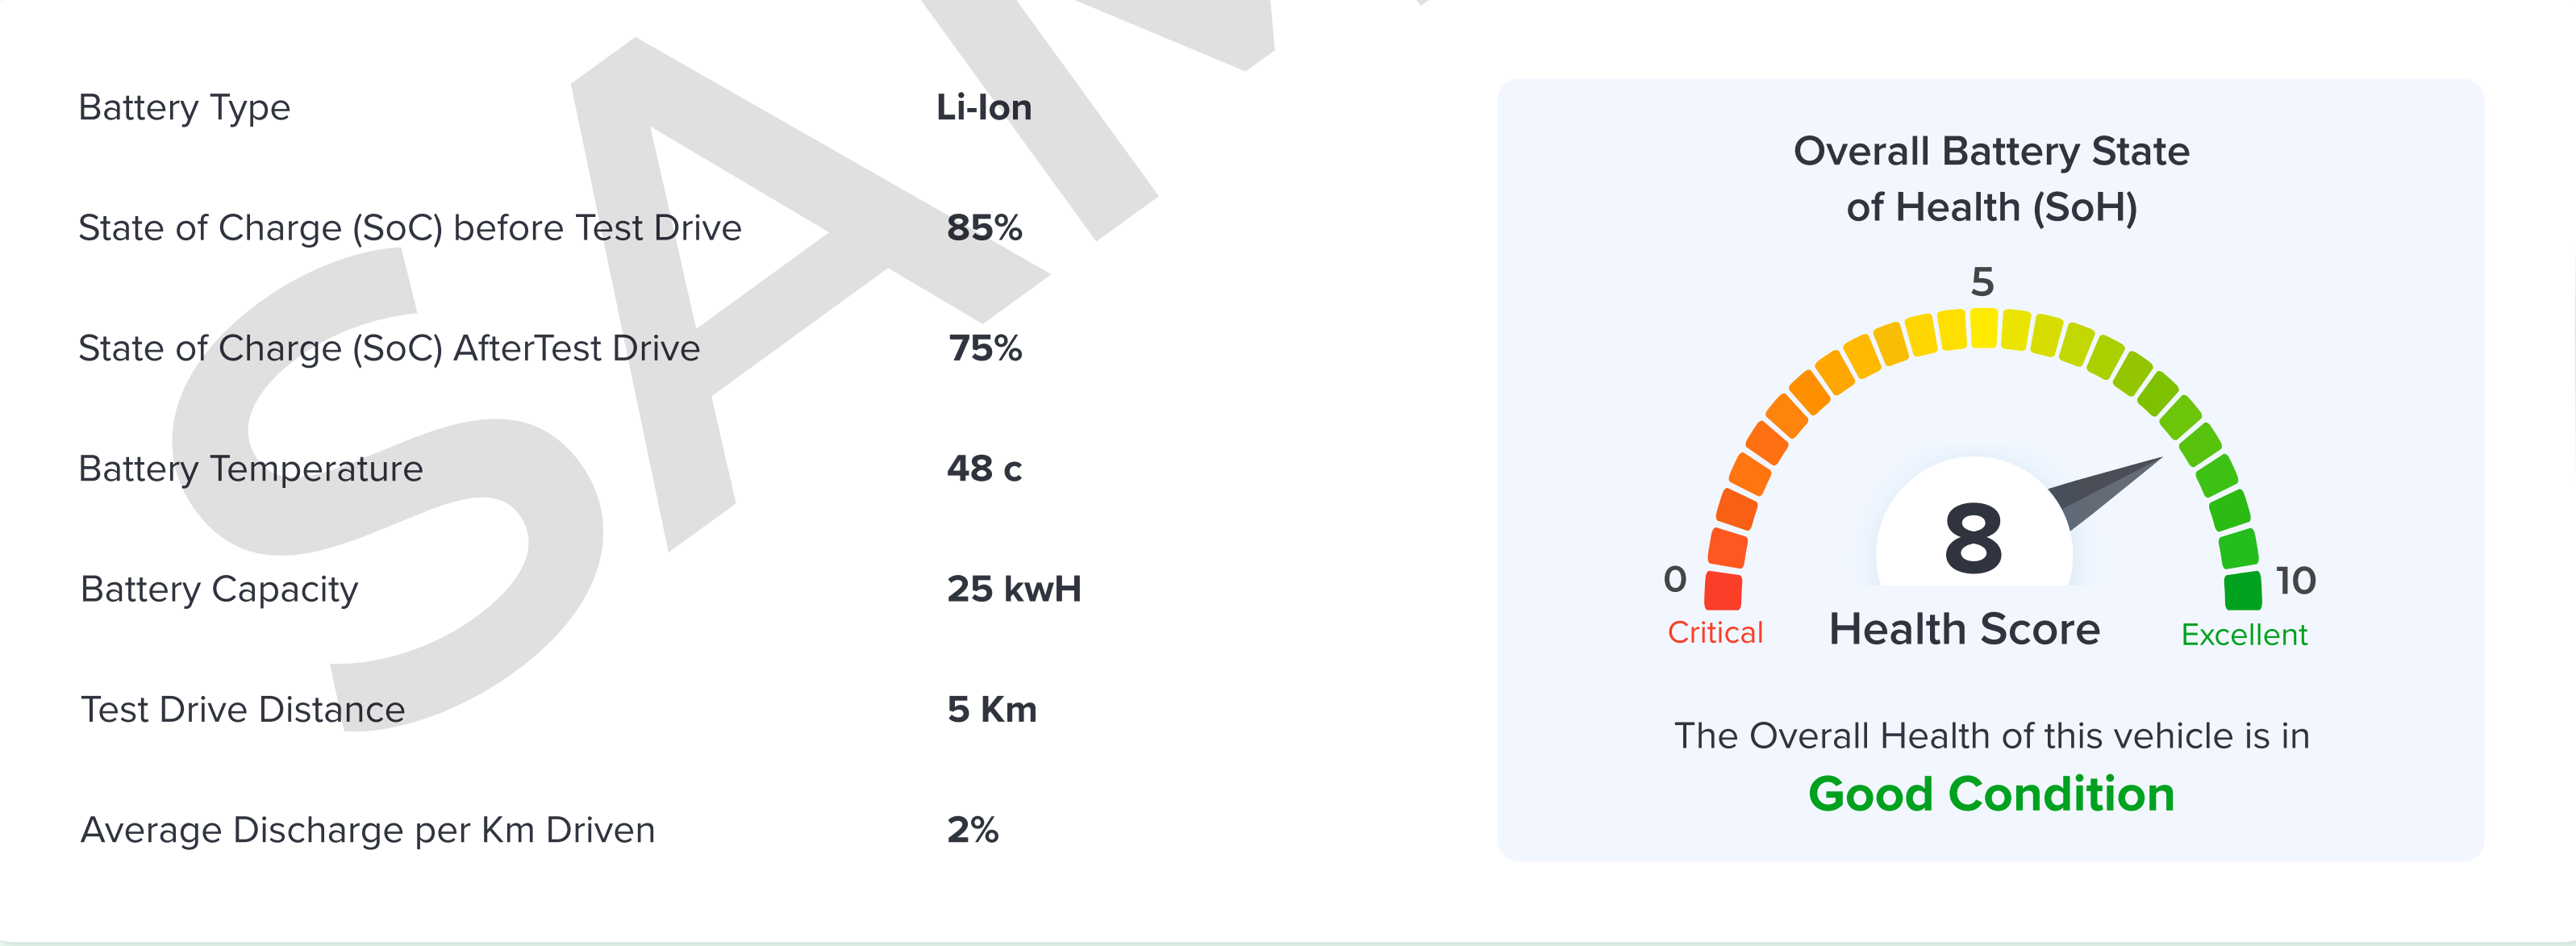 Battery Type Li-Ion
State of Charge (SoC) before Test Drive 85%
State of Charge (SoC) AfterTest Drive 75%
Battery Temperature 48 c
Battery Capacity 25 kwH
Test Drive Distance 5 Km
Average Discharge per Km Driven 2%
Overall Battery State
of Health (SoH)
5
0
8
10
Critical
Health Score
Excellent
The Overall Health of this vehicle is in
Good Condition
SA